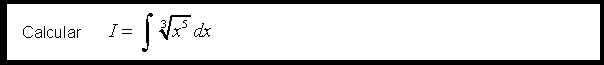 Calcular I = ∫ ∛x⁵ dx